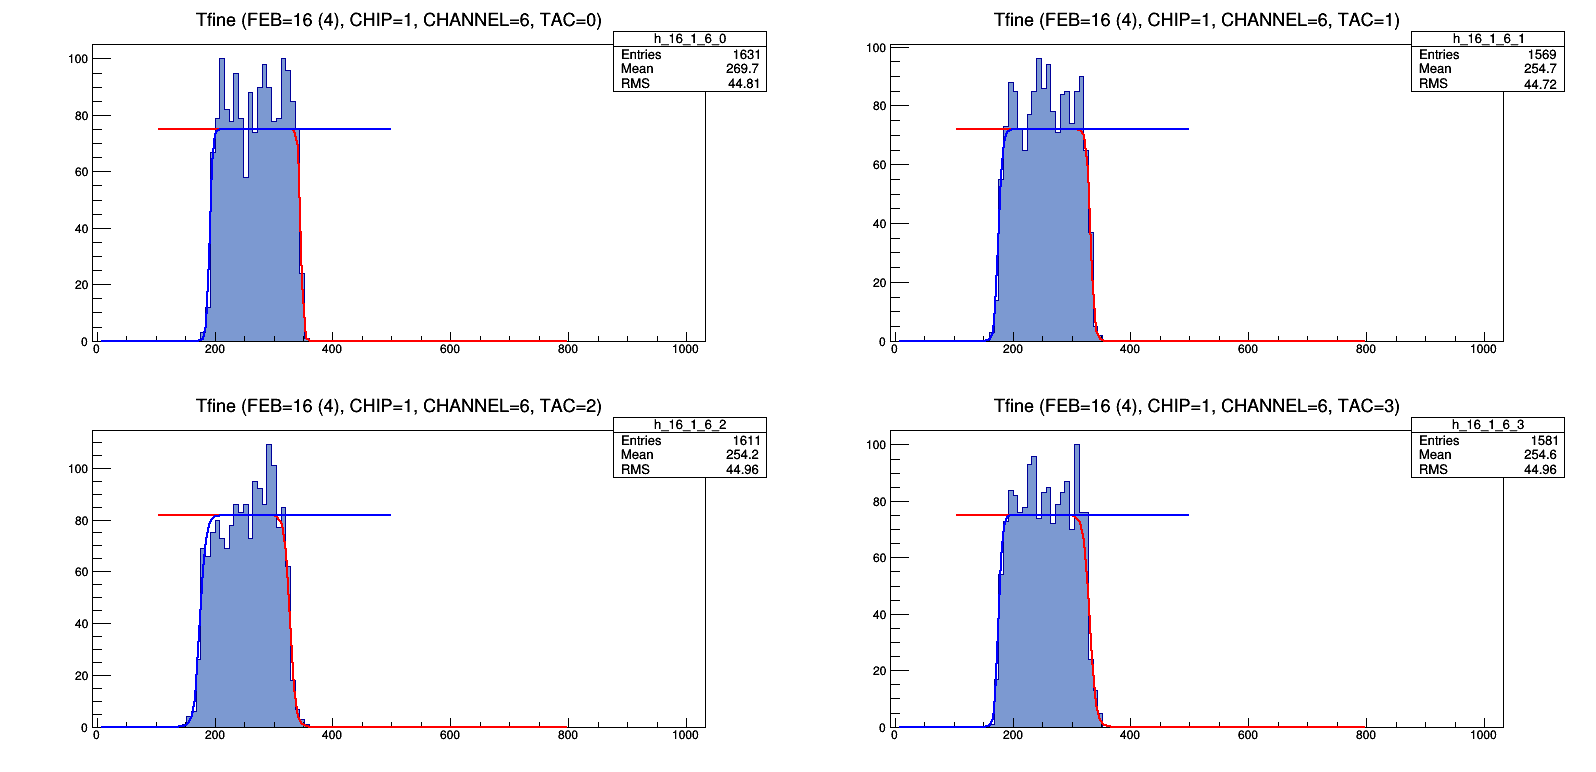 Tfine (FEB=16 (4), CHIP=1, CHANNEL=6, TAC=0)
h_16_1_6_0
Entries 1631
Mean 269.7
RMS 44.81
100
80
60
40
20
0
0 200 400 600 800 1000
Tfine (FEB=16 (4), CHIP=1, CHANNEL=6, TAC=1)
h_16_1_6_1
Entries 1569
Mean 254.7
RMS 44.72
100
80
60
40
20
0
0 200 400 600 800 1000
Tfine (FEB=16 (4), CHIP=1, CHANNEL=6, TAC=2)
h_16_1_6_2
Entries 1611
Mean 254.2
RMS 44.96
100
80
60
40
20
0
0 200 400 600 800 1000
Tfine (FEB=16 (4), CHIP=1, CHANNEL=6, TAC=3)
h_16_1_6_3
Entries 1581
Mean 254.6
RMS 44.96
100
80
60
40
20
0
0 200 400 600 800 1000